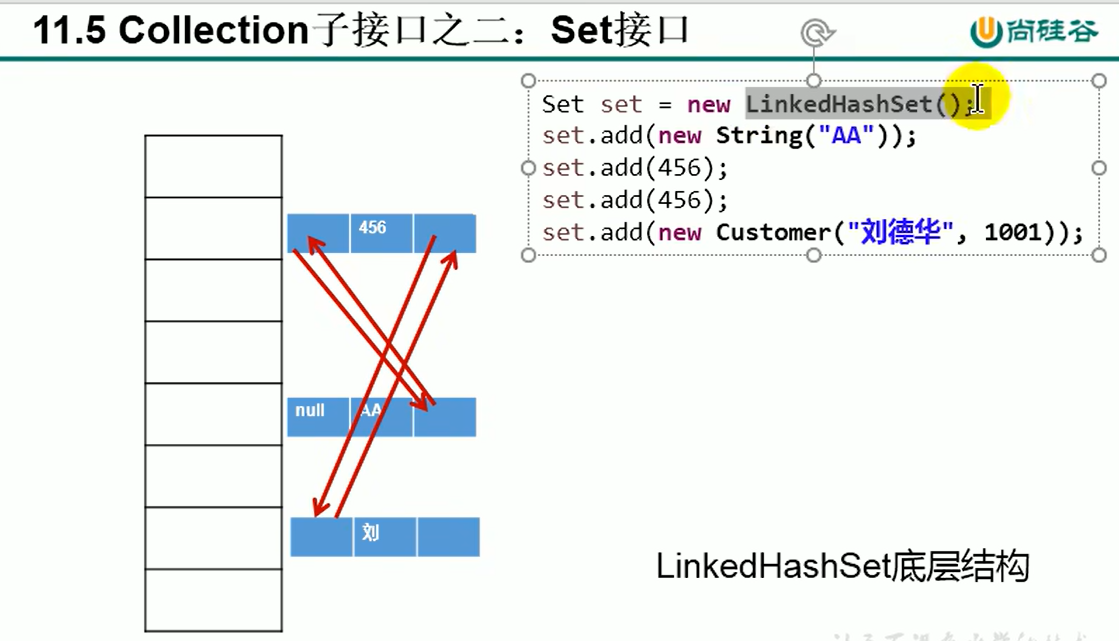 11.5 Collection子接口之二：Set接口
尚硅谷
Set set = new LinkedHashSet();
set.add(new String("AA"));
set.add(456);
set.add(456);
set.add(new Customer("刘德华", 1001));
456
null AA
刘
LinkedHashSet底层结构